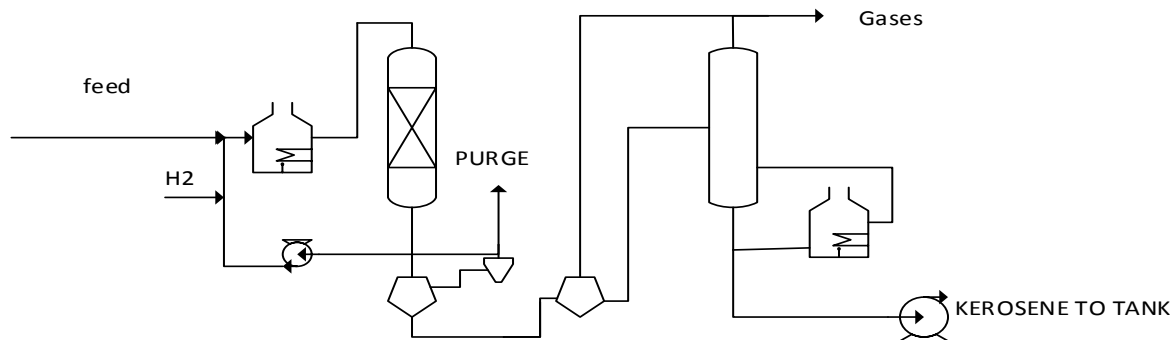 Gases
feed
PURGE
H2
KEROSENE TO TANK